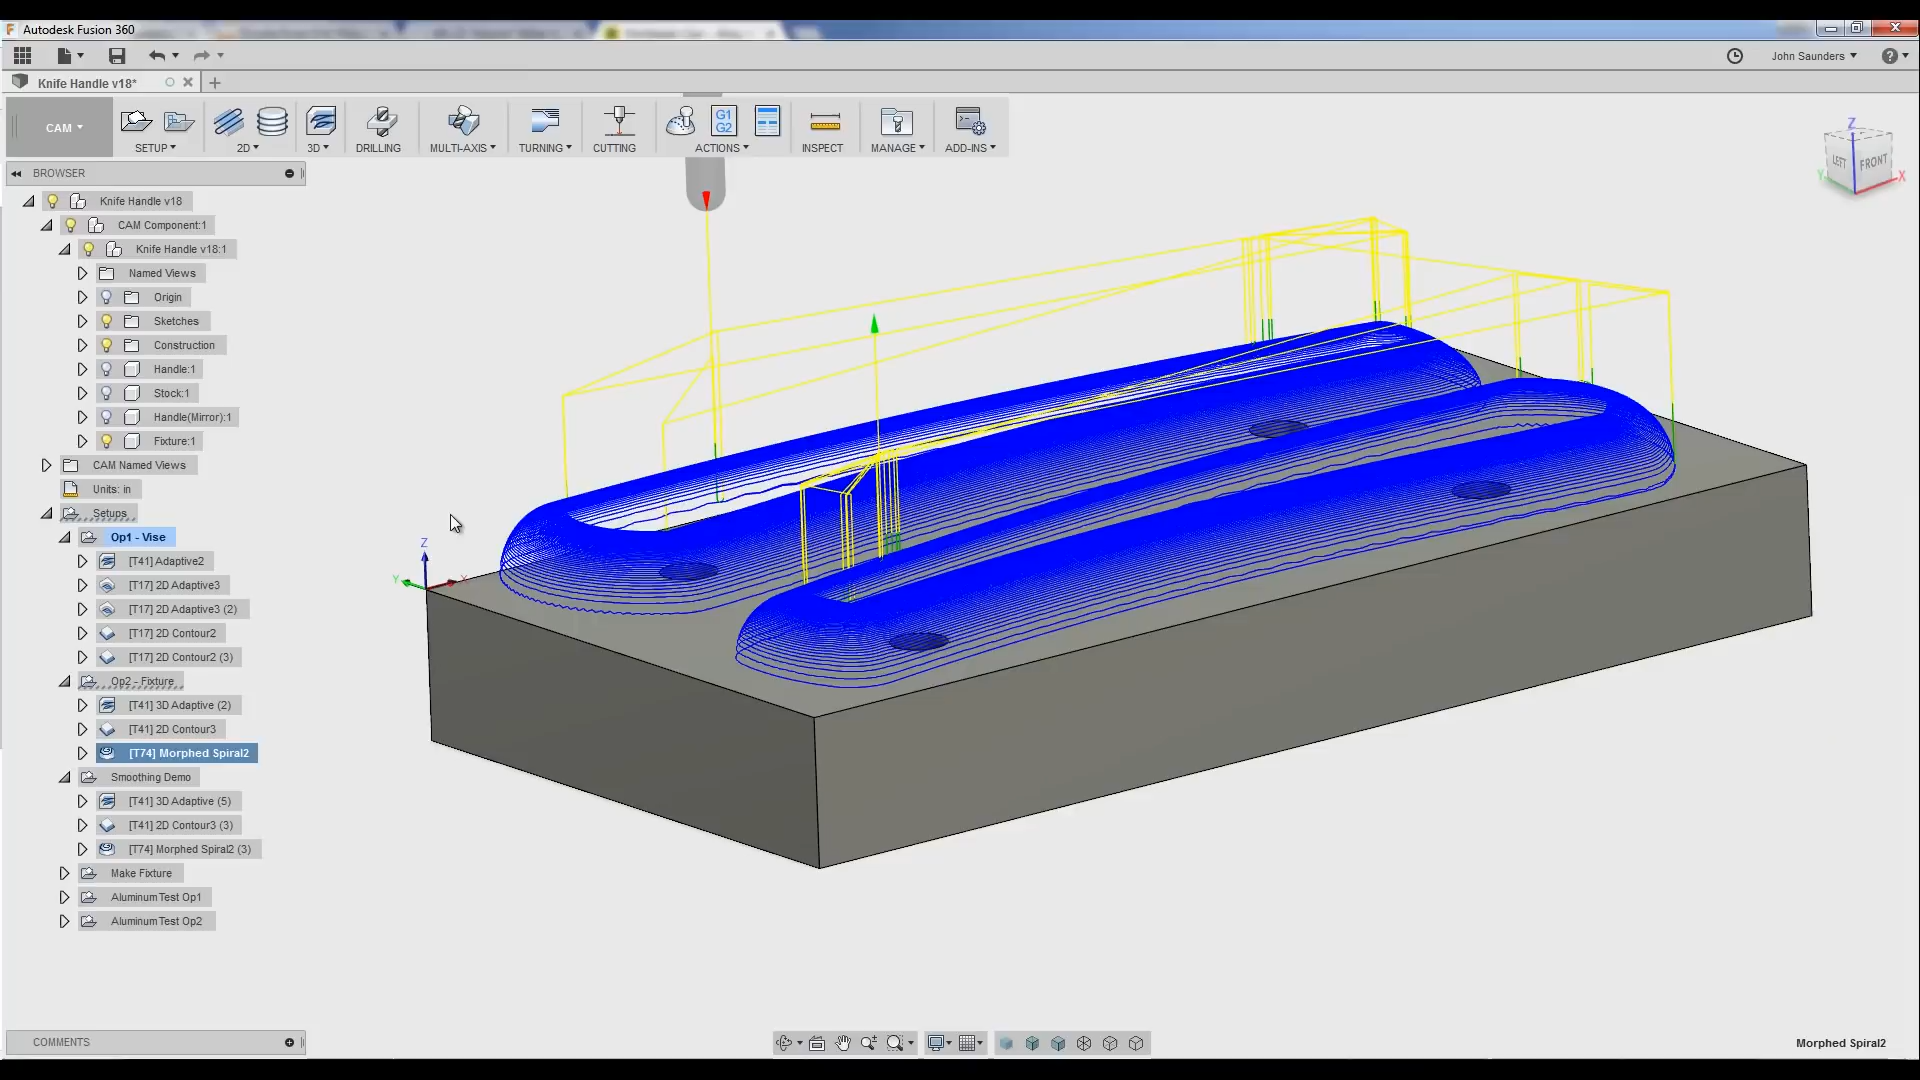 Autodesk Fusion 360
John Saunders
Knife Handle v18*
CAM
SETUP
2D
3D
DRILLING
MULTI-AXIS
TURNING
CUTTING
G1
G2
ACTIONS
INSPECT
MANAGE
ADD-INS
Z
LEFT
FRONT
Y
X
BROWSER
Knife Handle v18
CAM Component:1
Knife Handle v18:1
Named Views
Origin
Sketches
Construction
Handle:1
Stock:1
Handle(Mirror):1
Fixture:1
CAM Named Views
Units: in
Setups
Op1 - Vise
[T41] Adaptive2
[T17] 2D Adaptive3
[T17] 2D Adaptive3 (2)
[T17] 2D Contour2
[T17] 2D Contour2 (3)
Op2 - Fixture
[T41] 3D Adaptive (2)
[T41] 2D Contour3
[T74] Morphed Spiral2
Smoothing Demo
[T41] 3D Adaptive (5)
[T41] 2D Contour3 (3)
[T74] Morphed Spiral2 (3)
Make Fixture
Aluminum Test Op1
Aluminum Test Op2
Z
Y
X
COMMENTS
Morphed Spiral2